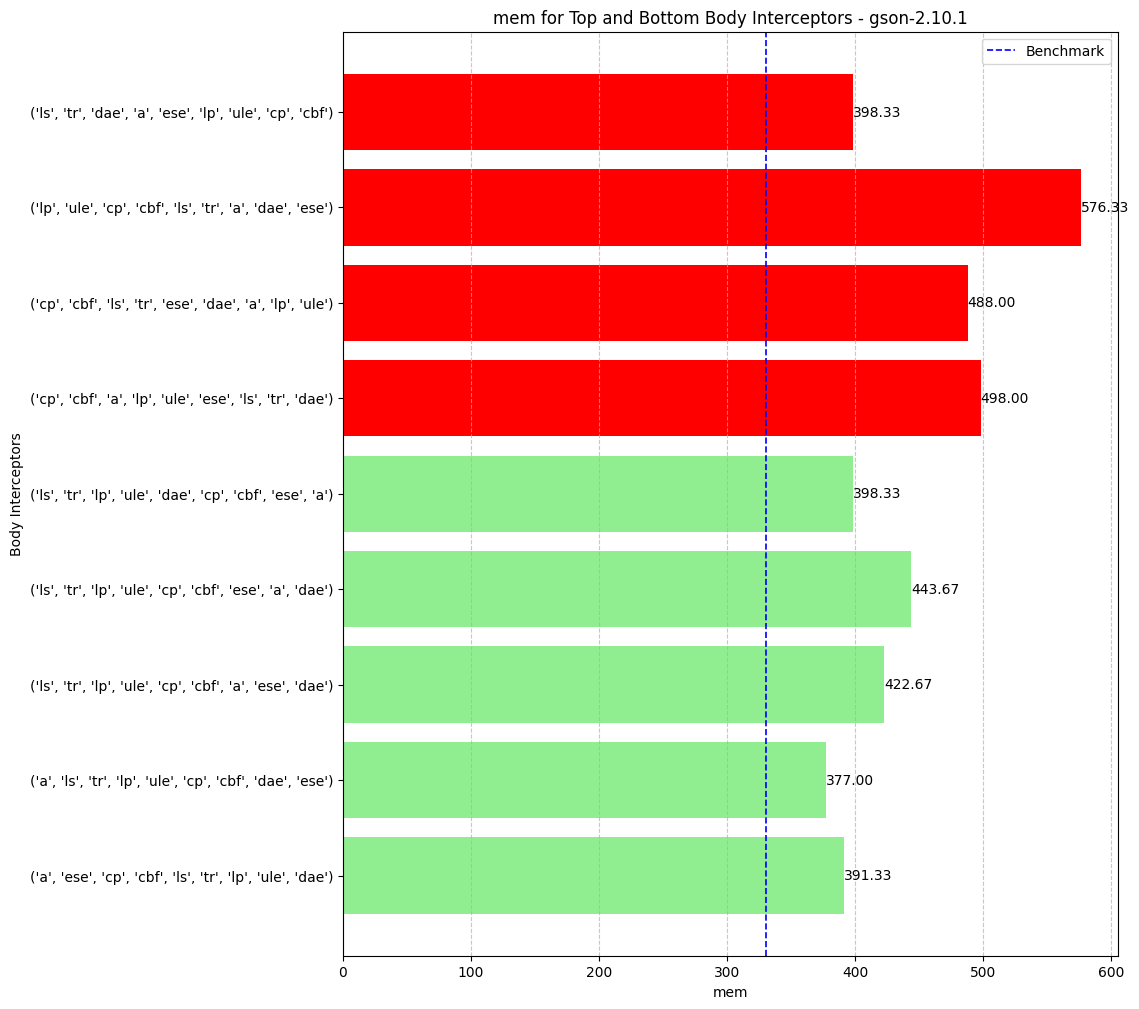 mem for Top and Bottom Body Interceptors - gson-2.10.1
Benchmark
('ls', 'tr', 'dae', 'a', 'ese', 'lp', 'ule', 'cp', 'cbf')
398.33
('lp', 'ule', 'cp', 'cbf', 'ls', 'tr', 'a', 'dae', 'ese')
576.33
('cp', 'cbf', 'ls', 'tr', 'ese', 'dae', 'a', 'lp', 'ule')
488.00
('cp', 'cbf', 'a', 'lp', 'ule', 'ese', 'ls', 'tr', 'dae')
498.00
('ls', 'tr', 'lp', 'ule', 'dae', 'cp', 'cbf', 'ese', 'a')
398.33
('ls', 'tr', 'lp', 'ule', 'cp', 'cbf', 'ese', 'a', 'dae')
443.67
('ls', 'tr', 'lp', 'ule', 'cp', 'cbf', 'a', 'ese', 'dae')
422.67
('a', 'ls', 'tr', 'lp', 'ule', 'cp', 'cbf', 'dae', 'ese')
377.00
('a', 'ese', 'cp', 'cbf', 'ls', 'tr', 'lp', 'ule', 'dae')
391.33
Body Interceptors
0 100 200 300 400 500 600
mem